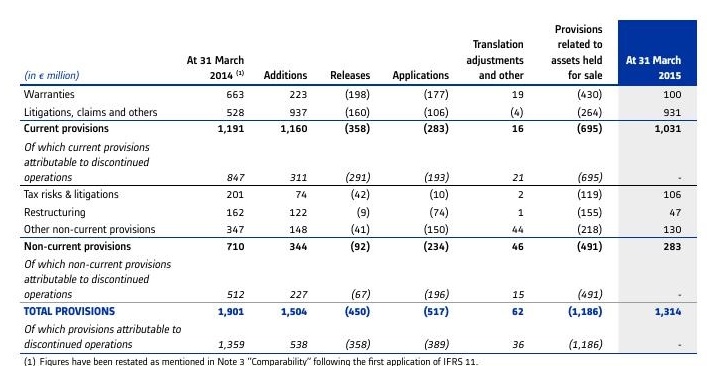 (in € million) At 31 March 2014 (1) Additions Releases Applications Translation adjustments and other Provisions related to assets held for sale At 31 March 2015
Warranties 663 223 (198) (177) 19 (430) 100
Litigations, claims and others 528 937 (160) (106) (4) (264) 931
Current provisions 1,191 1,160 (358) (283) 16 (695) 1,031
Of which current provisions
attributable to discontinued
operations 847 311 (291) (193) 21 (695) -
Tax risks & litigations 201 74 (42) (10) 2 (119) 106
Restructuring 162 122 (9) (74) 1 (155) 47
Other non-current provisions 347 148 (41) (150) 44 (218) 130
Non-current provisions 710 344 (92) (234) 46 (491) 283
Of which non-current provisions
attributable to discontinued
operations 512 227 (67) (196) 15 (491) -
TOTAL PROVISIONS 1,901 1,504 (450) (517) 62 (1,186) 1,314
Of which provisions attributable to
discontinued operations 1,359 538 (358) (389) 36 (1,186) -
(1) Figures have been restated as mentioned in Note 3 "Comparability" following the first application of IFRS 11.